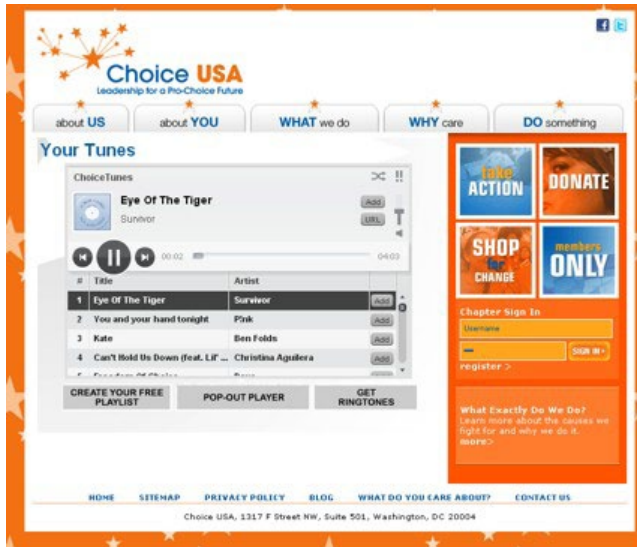 Choice USA
Leadership for a Pro-Choice Future
about US
about YOU
WHAT we do
WHY care
DO something
Your Tunes
ChoiceTunes
Eye Of The Tiger
Survivor
Add
URL
00:02
04:03
# Title Artist
1 Eye Of The Tiger Survivor Add
2 You and your hand tonight P!nk Add
3 Kate Ben Folds Add
4 Can't Hold Us Down (feat. Lil' ... Christina Aguilera Add
5 Freedom Of Choice Devo
CREATE YOUR FREE
PLAYLIST
POP-OUT PLAYER
GET
RINGTONES
take
ACTION
DONATE
SHOP
for
CHANGE
members
ONLY
Chapter Sign In
Username
SIGN IN
register >
What Exactly Do We Do?
Learn more about the causes we
fight for and why we do it.
more>
HOME SITEMAP PRIVACY POLICY BLOG WHAT DO YOU CARE ABOUT? CONTACT US
Choice USA, 1317 F Street NW, Suite 501, Washington, DC 20004